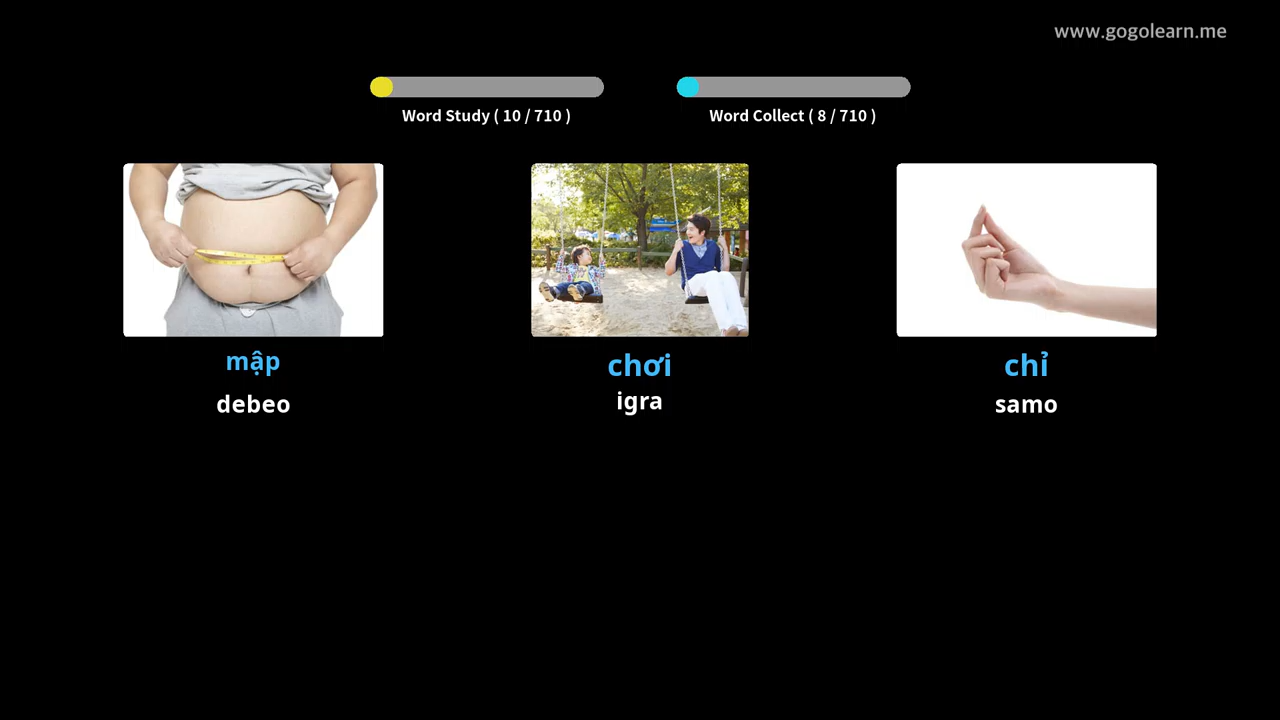 www.gogolearn.me
Word Study ( 10 / 710 )
Word Collect ( 8 / 710 )
mập
debeo
chơi
igra
chỉ
samo